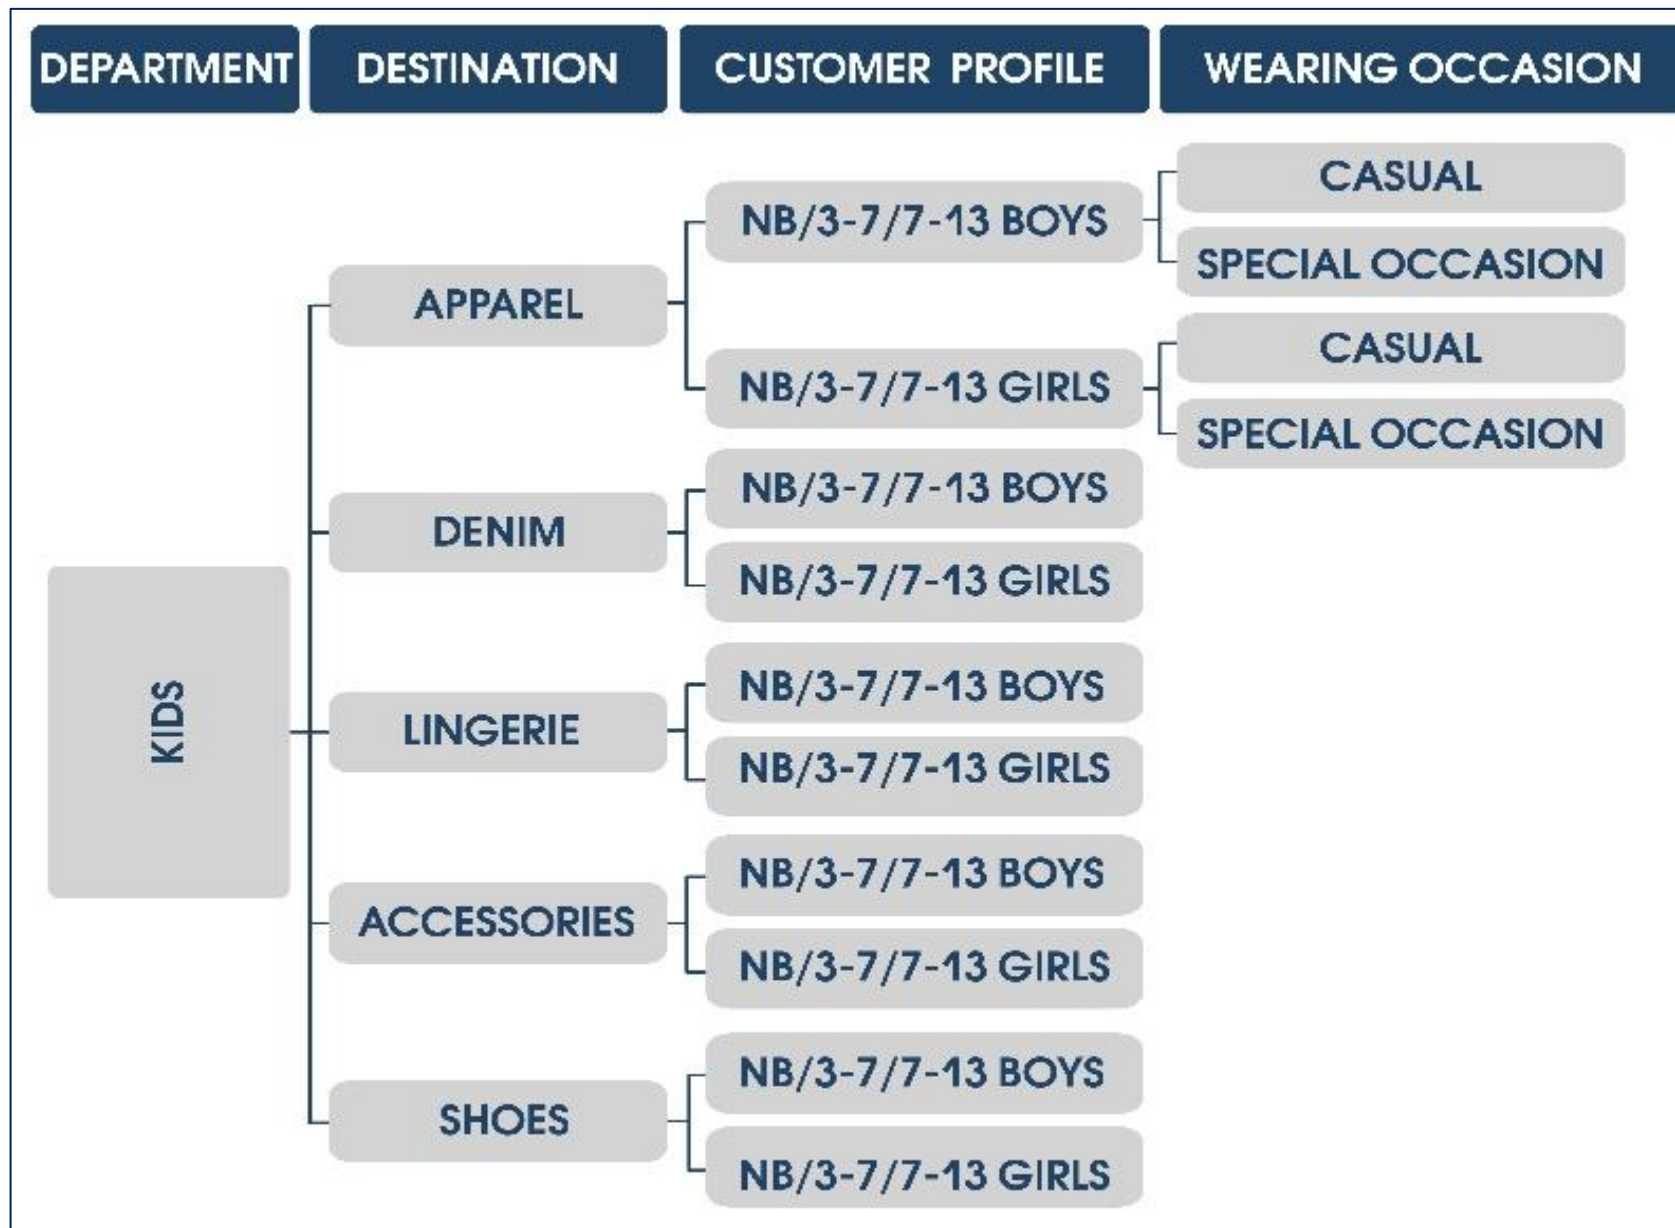 DEPARTMENT
DESTINATION
CUSTOMER PROFILE
WEARING OCCASION
KIDS
APPAREL
NB/3-7/7-13 BOYS
CASUAL
SPECIAL OCCASION
NB/3-7/7-13 GIRLS
CASUAL
SPECIAL OCCASION
DENIM
NB/3-7/7-13 BOYS
NB/3-7/7-13 GIRLS
LINGERIE
NB/3-7/7-13 BOYS
NB/3-7/7-13 GIRLS
ACCESSORIES
NB/3-7/7-13 BOYS
NB/3-7/7-13 GIRLS
SHOES
NB/3-7/7-13 BOYS
NB/3-7/7-13 GIRLS